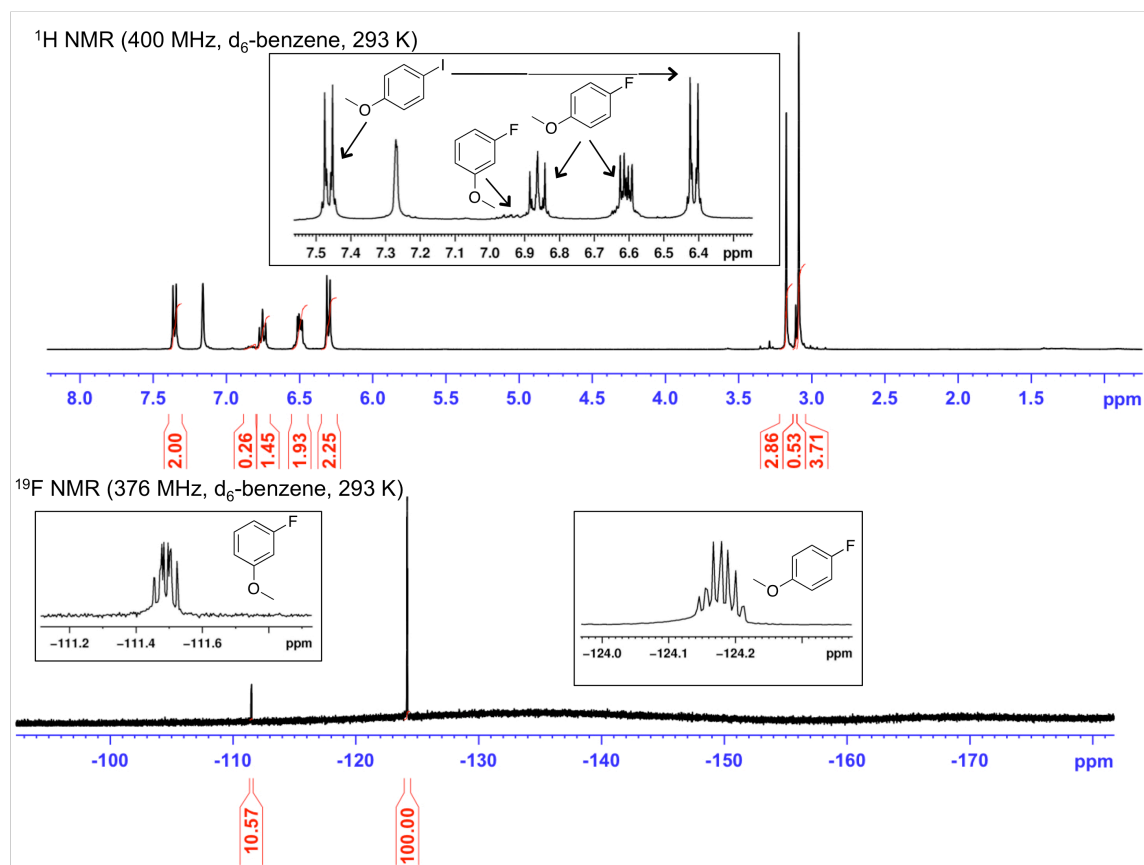 ¹H NMR (400 MHz, d₆-benzene, 293 K)
I
O
F
O
F
O
7.5 7.4 7.3 7.2 7.1 7.0 6.9 6.8 6.7 6.6 6.5 6.4 ppm
8.0 7.5 7.0 6.5 6.0 5.5 5.0 4.5 4.0 3.5 3.0 2.5 2.0 1.5 ppm
2.00 0.26 1.45 1.93 2.25 2.86 0.53 3.71
¹⁹F NMR (376 MHz, d₆-benzene, 293 K)
F
O
−111.2 −111.4 −111.6 ppm
F
O
−124.0 −124.1 −124.2 ppm
-100 -110 -120 -130 -140 -150 -160 -170 ppm
10.57 100.00